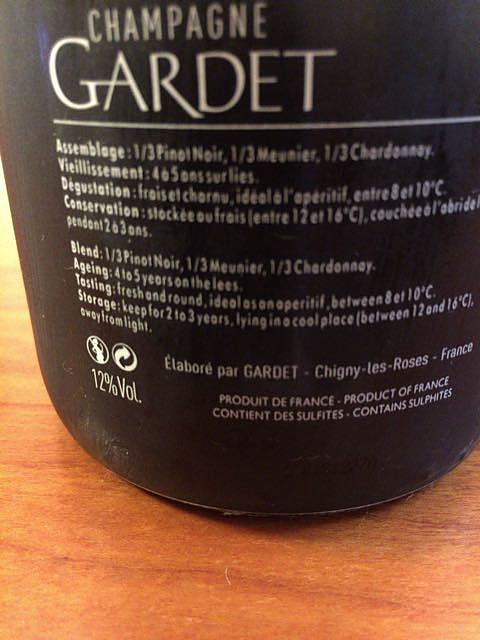 CHAMPAGNE
GARDET
Assemblage : 1/3 Pinot Noir, 1/3 Meunier, 1/3 Chardonnay.
Vieillissement : 4 à 5 ans sur lies.
Dégustation : frais et charnu, idéal à l'apéritif, entre 8 et 10°C.
Conservation : stockée au frais (entre 12 et 16°C), couchée à l'abri de l
pendant 2 à 3 ans.
Blend: 1/3 Pinot Noir, 1/3 Meunier, 1/3 Chardonnay.
Ageing: 4 to 5 years on the lees.
Tasting: fresh and round, ideal as an aperitif, between 8 et 10°C.
Storage: keep for 2 to 3 years, lying in a cool place (between 12 and 16°C),
away from light.
12%Vol.
Élaboré par GARDET - Chigny-les-Roses - France
PRODUIT DE FRANCE - PRODUCT OF FRANCE
CONTIENT DES SULFITES - CONTAINS SULPHITES